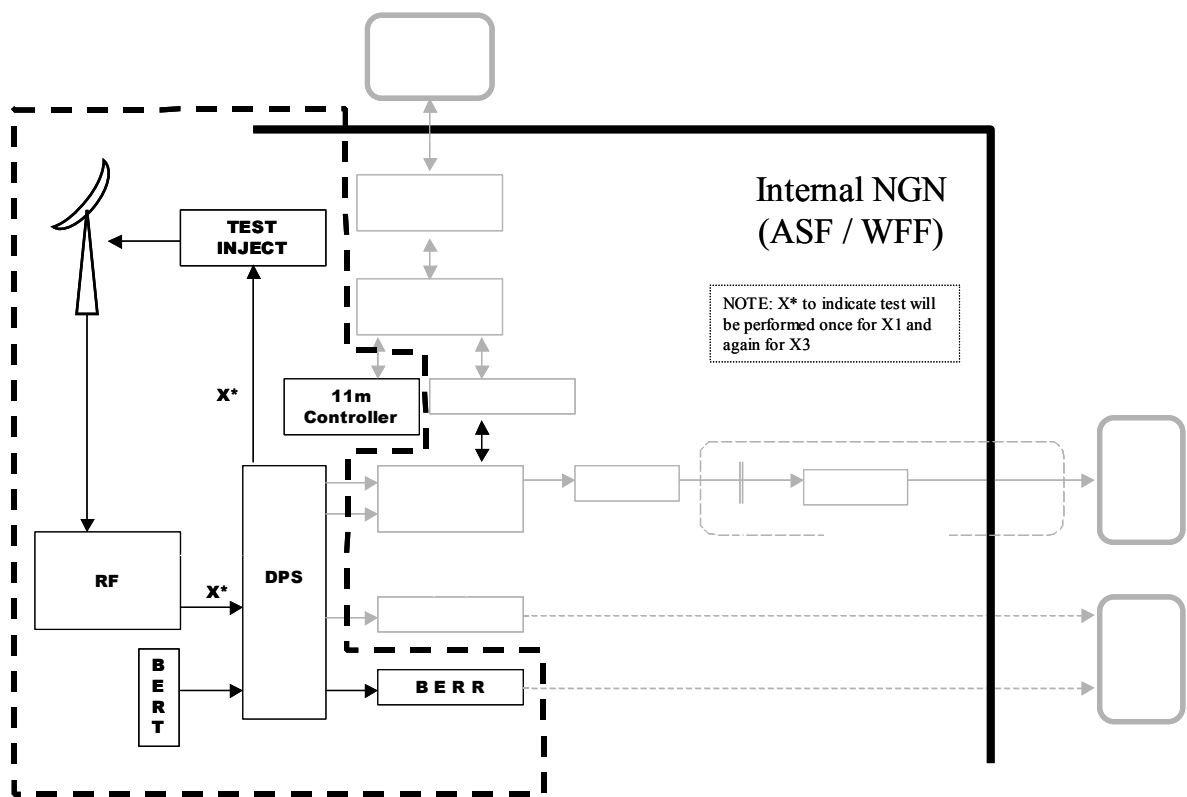 Internal NGN
(ASF / WFF)
TEST
INJECT
NOTE: X* to indicate test will
be performed once for X1 and
again for X3
X*
11m
Controller
RF
X*
DPS
B
E
R
T
B E R R